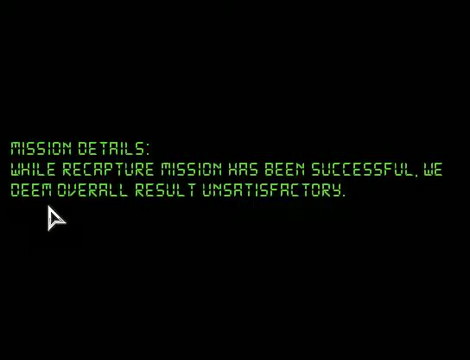 MISSION DETAILS:
WHILE RECAPTURE MISSION HAS BEEN SUCCESSFUL, WE
DEEM OVERALL RESULT UNSATISFACTORY.